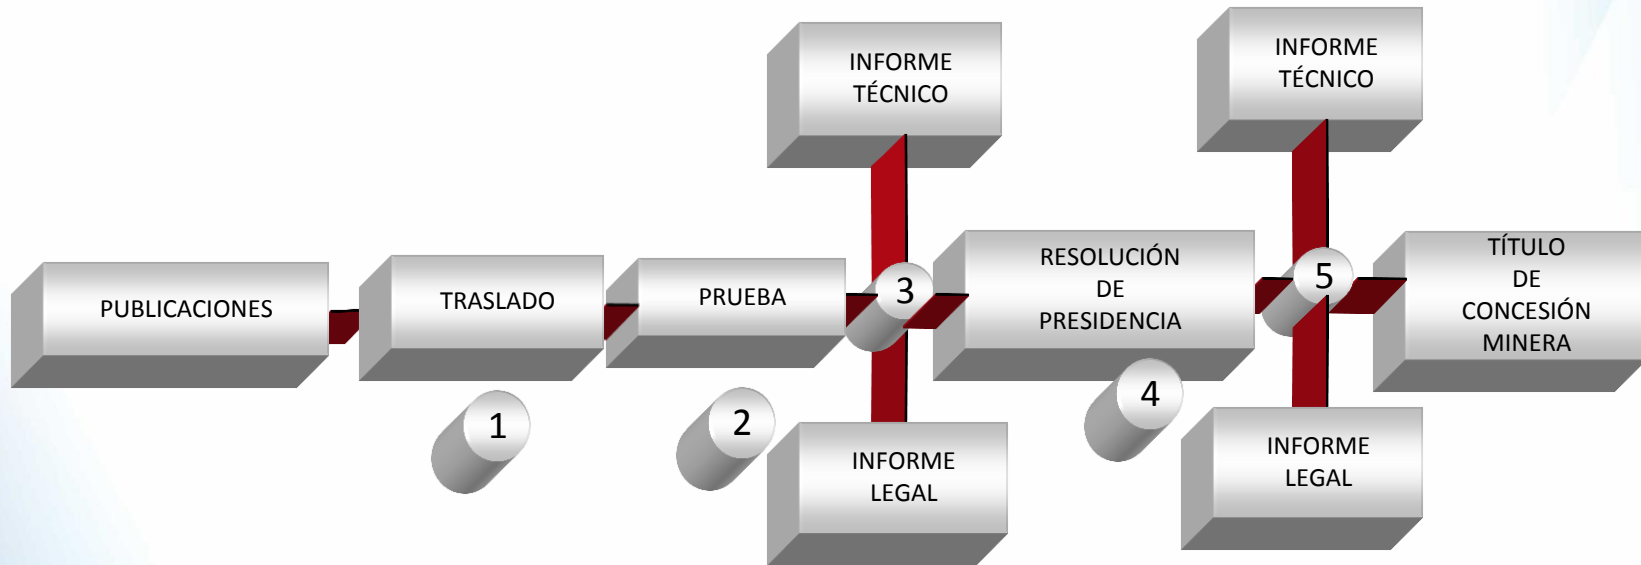 PUBLICACIONES
TRASLADO
1
PRUEBA
2
INFORME
TÉCNICO
3
INFORME
LEGAL
RESOLUCIÓN
DE
PRESIDENCIA
4
INFORME
TÉCNICO
5
INFORME
LEGAL
TÍTULO
DE
CONCESIÓN
MINERA